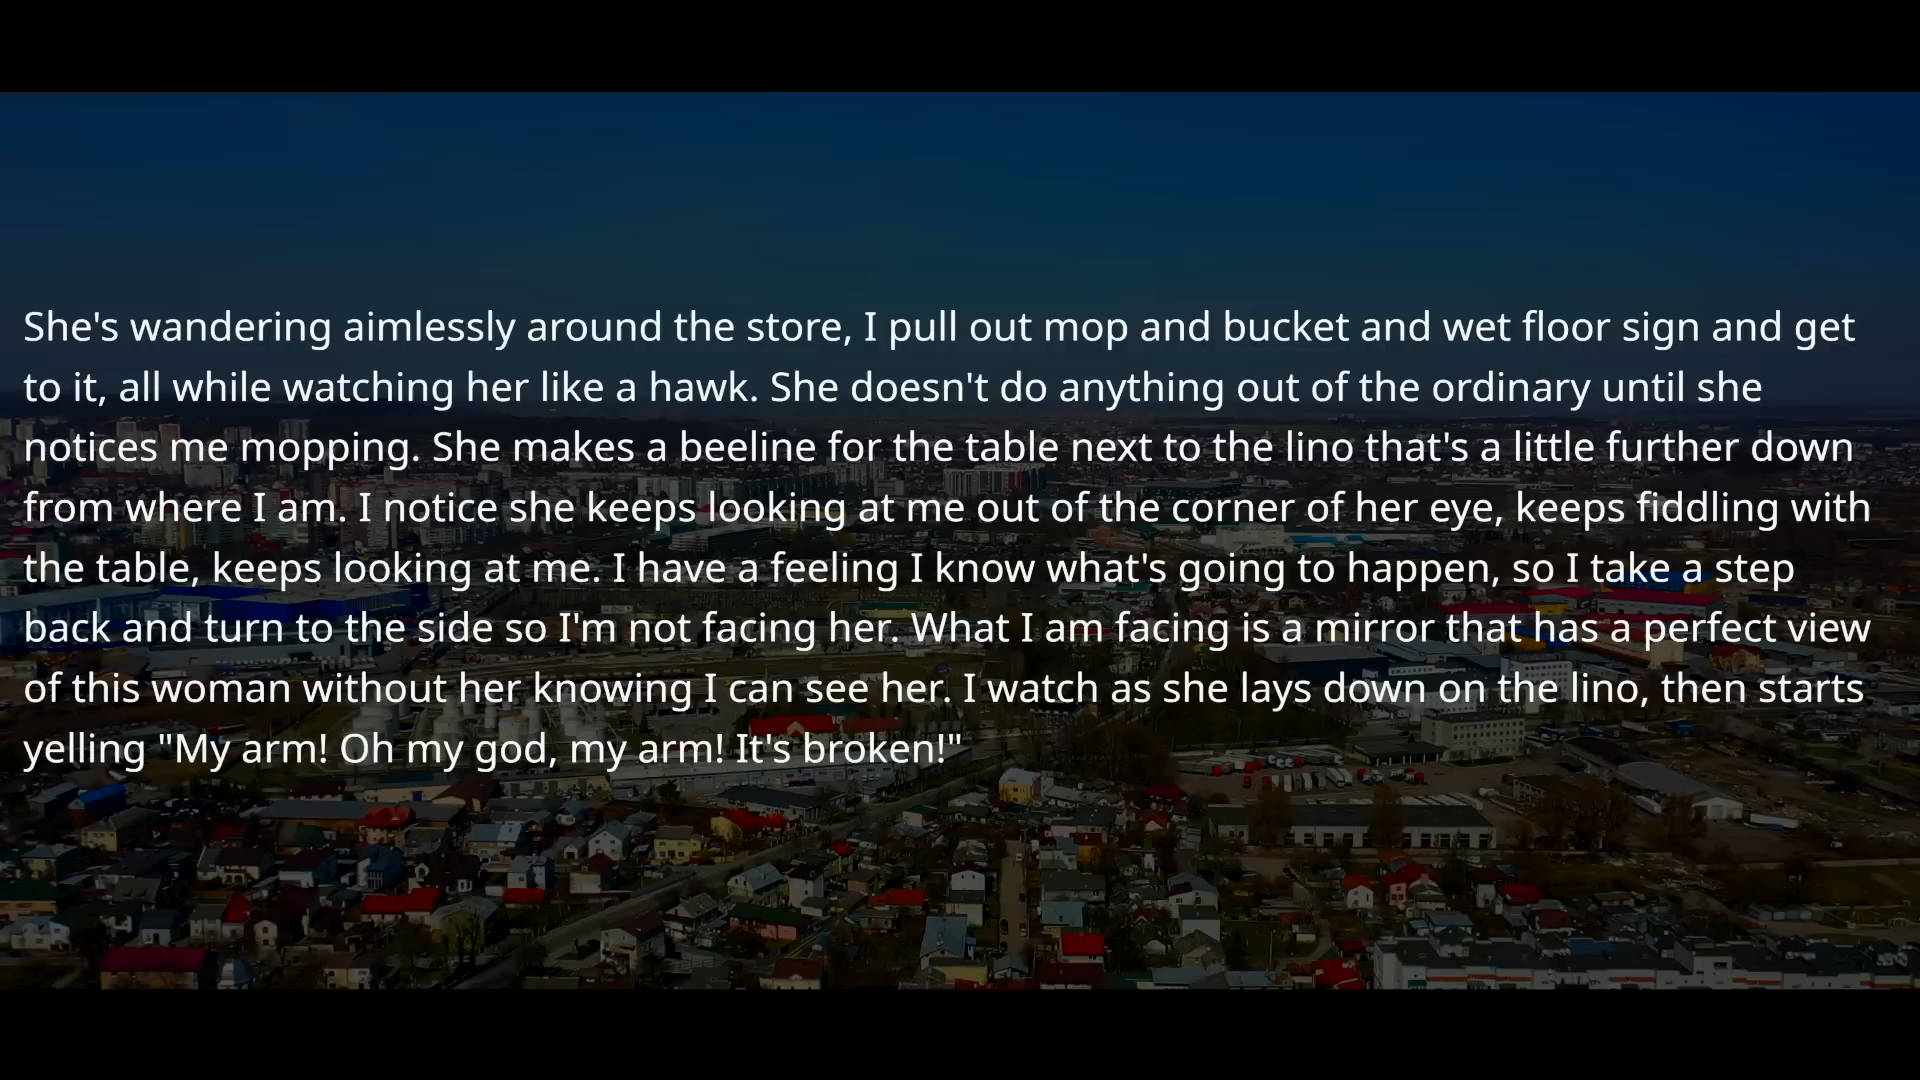 She's wandering aimlessly around the store, I pull out mop and bucket and wet floor sign and get
to it, all while watching her like a hawk. She doesn't do anything out of the ordinary until she
notices me mopping. She makes a beeline for the table next to the lino that's a little further down
from where I am. I notice she keeps looking at me out of the corner of her eye, keeps fiddling with
the table, keeps looking at me. I have a feeling I know what's going to happen, so I take a step
back and turn to the side so I'm not facing her. What I am facing is a mirror that has a perfect view
of this woman without her knowing I can see her. I watch as she lays down on the lino, then starts
yelling "My arm! Oh my god, my arm! It's broken!"